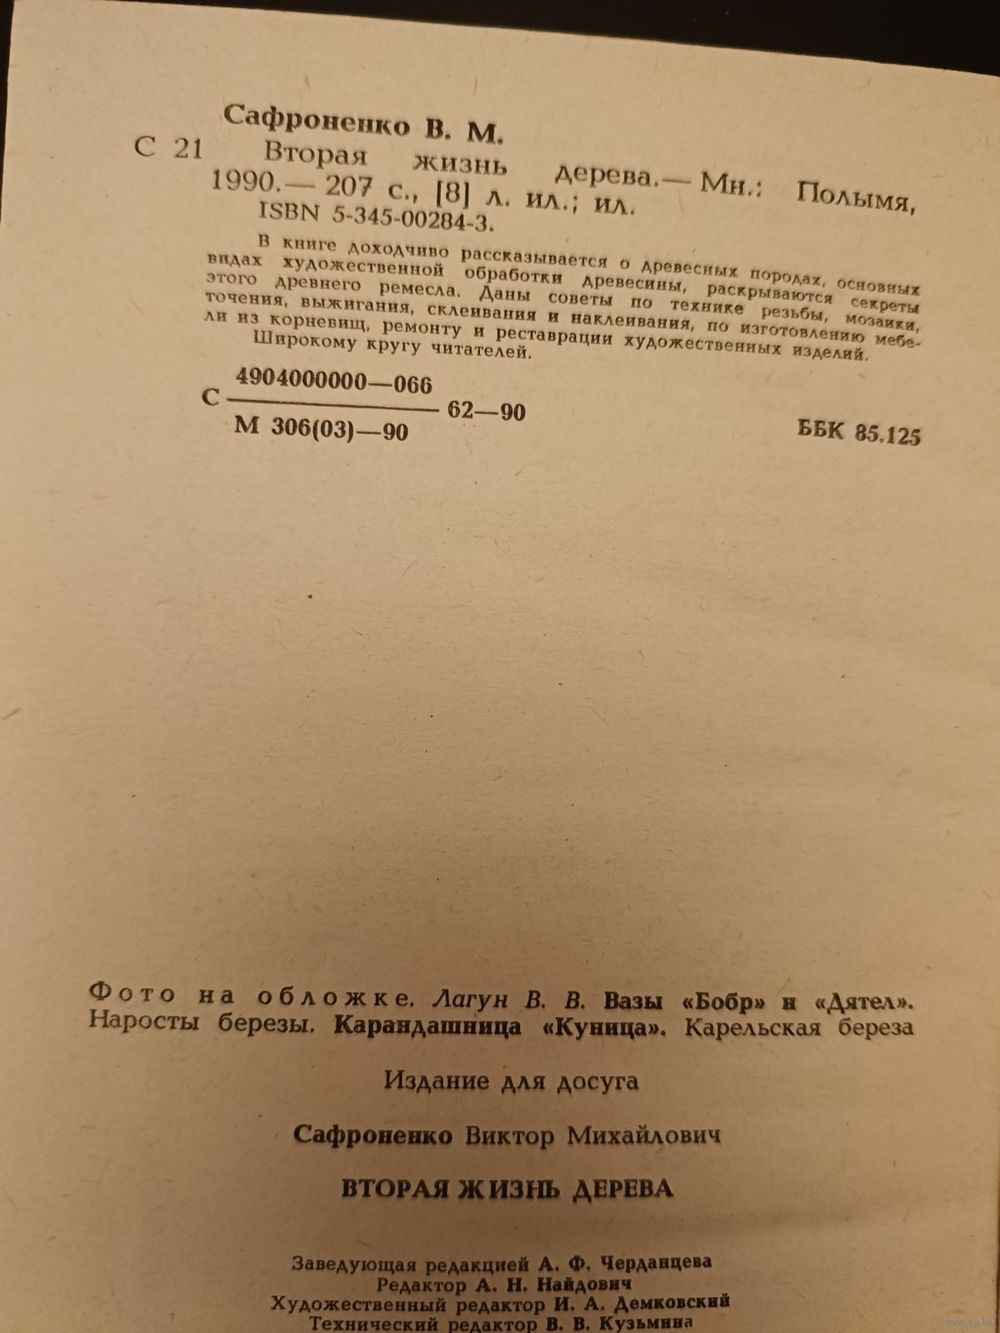 Сафроненко В. М.
С 21 Вторая жизнь дерева.— Мн.: Полымя,
1990.— 207 с., [8] л. ил.; ил.
ISBN 5-345-00284-3.
В книге доходчиво рассказывается о древесных породах, основных
видах художественной обработки древесины, раскрываются секреты
этого древнего ремесла. Даны советы по технике резьбы, мозаики,
точения, выжигания, склеивания и наклеивания, по изготовлению мебе-
ли из корневищ, ремонту и реставрации художественных изделий.
Широкому кругу читателей.
4904000000—066
С 62—90
М 306(03)—90
ББК 85.125
Фото на обложке. Лагун В. В. Вазы «Бобр» и «Дятел».
Наросты березы. Карандашница «Куница». Карельская береза
Издание для досуга
Сафроненко Виктор Михайлович
ВТОРАЯ ЖИЗНЬ ДЕРЕВА
Заведующая редакцией А. Ф. Черданцева
Редактор А. Н. Найдович
Художественный редактор И. А. Демковский
Технический редактор В. В. Кузьмина